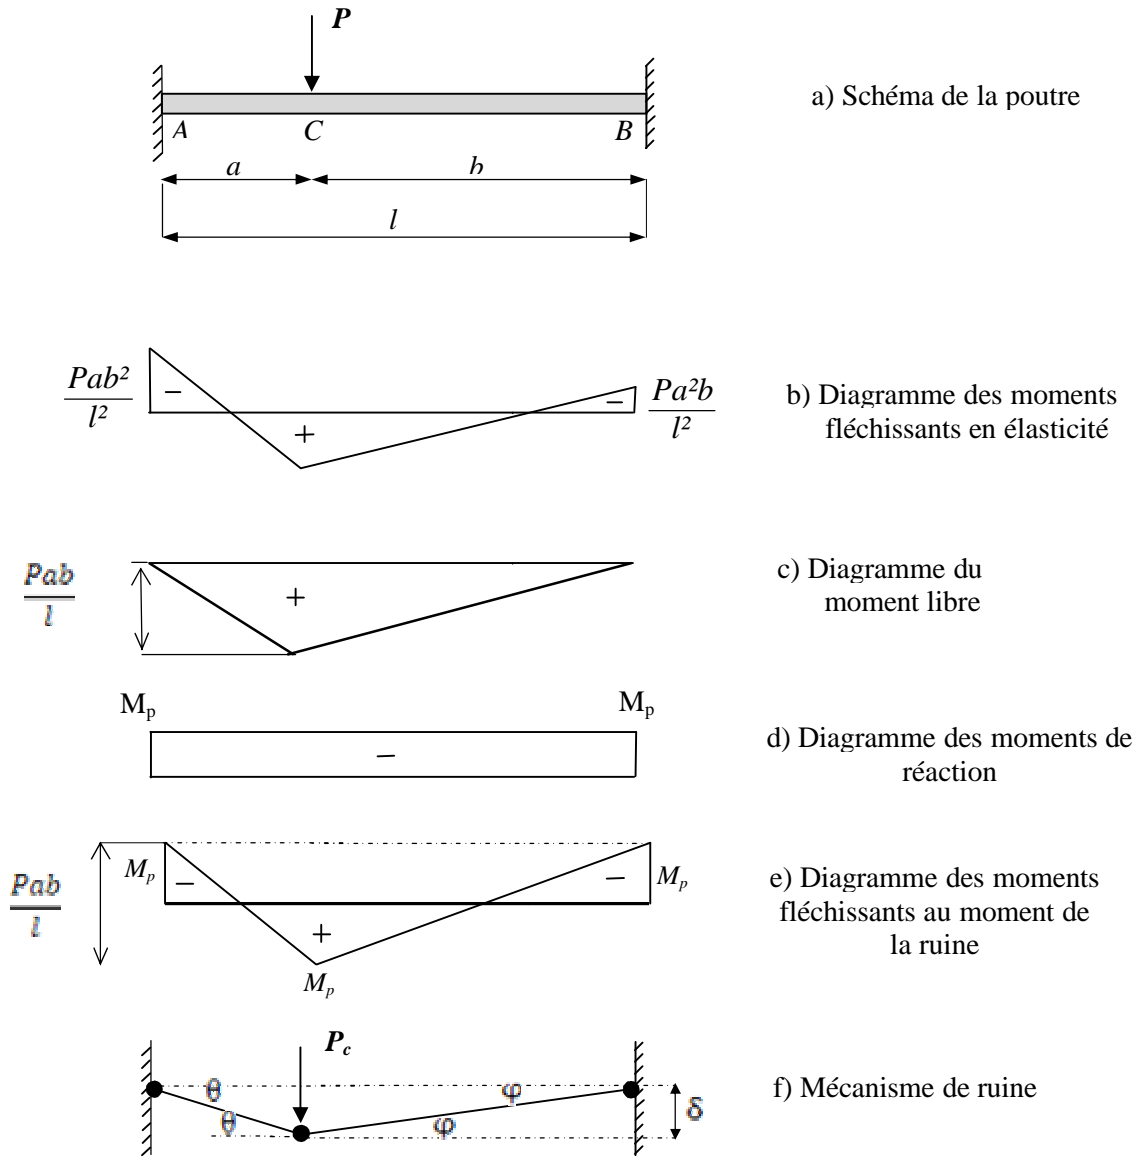 P
a) Schéma de la poutre
A C B
a b
l
Pab²
l²
−
+
−
Pa²b
l²
b) Diagramme des moments
fléchissants en élasticité
Pab
l
+
c) Diagramme du
moment libre
Mp Mp
−
d) Diagramme des moments de
réaction
Pab
l
Mp
−
+
−
Mp
Mp
e) Diagramme des moments
fléchissants au moment de
la ruine
Pc
θ φ
θ φ
δ
f) Mécanisme de ruine